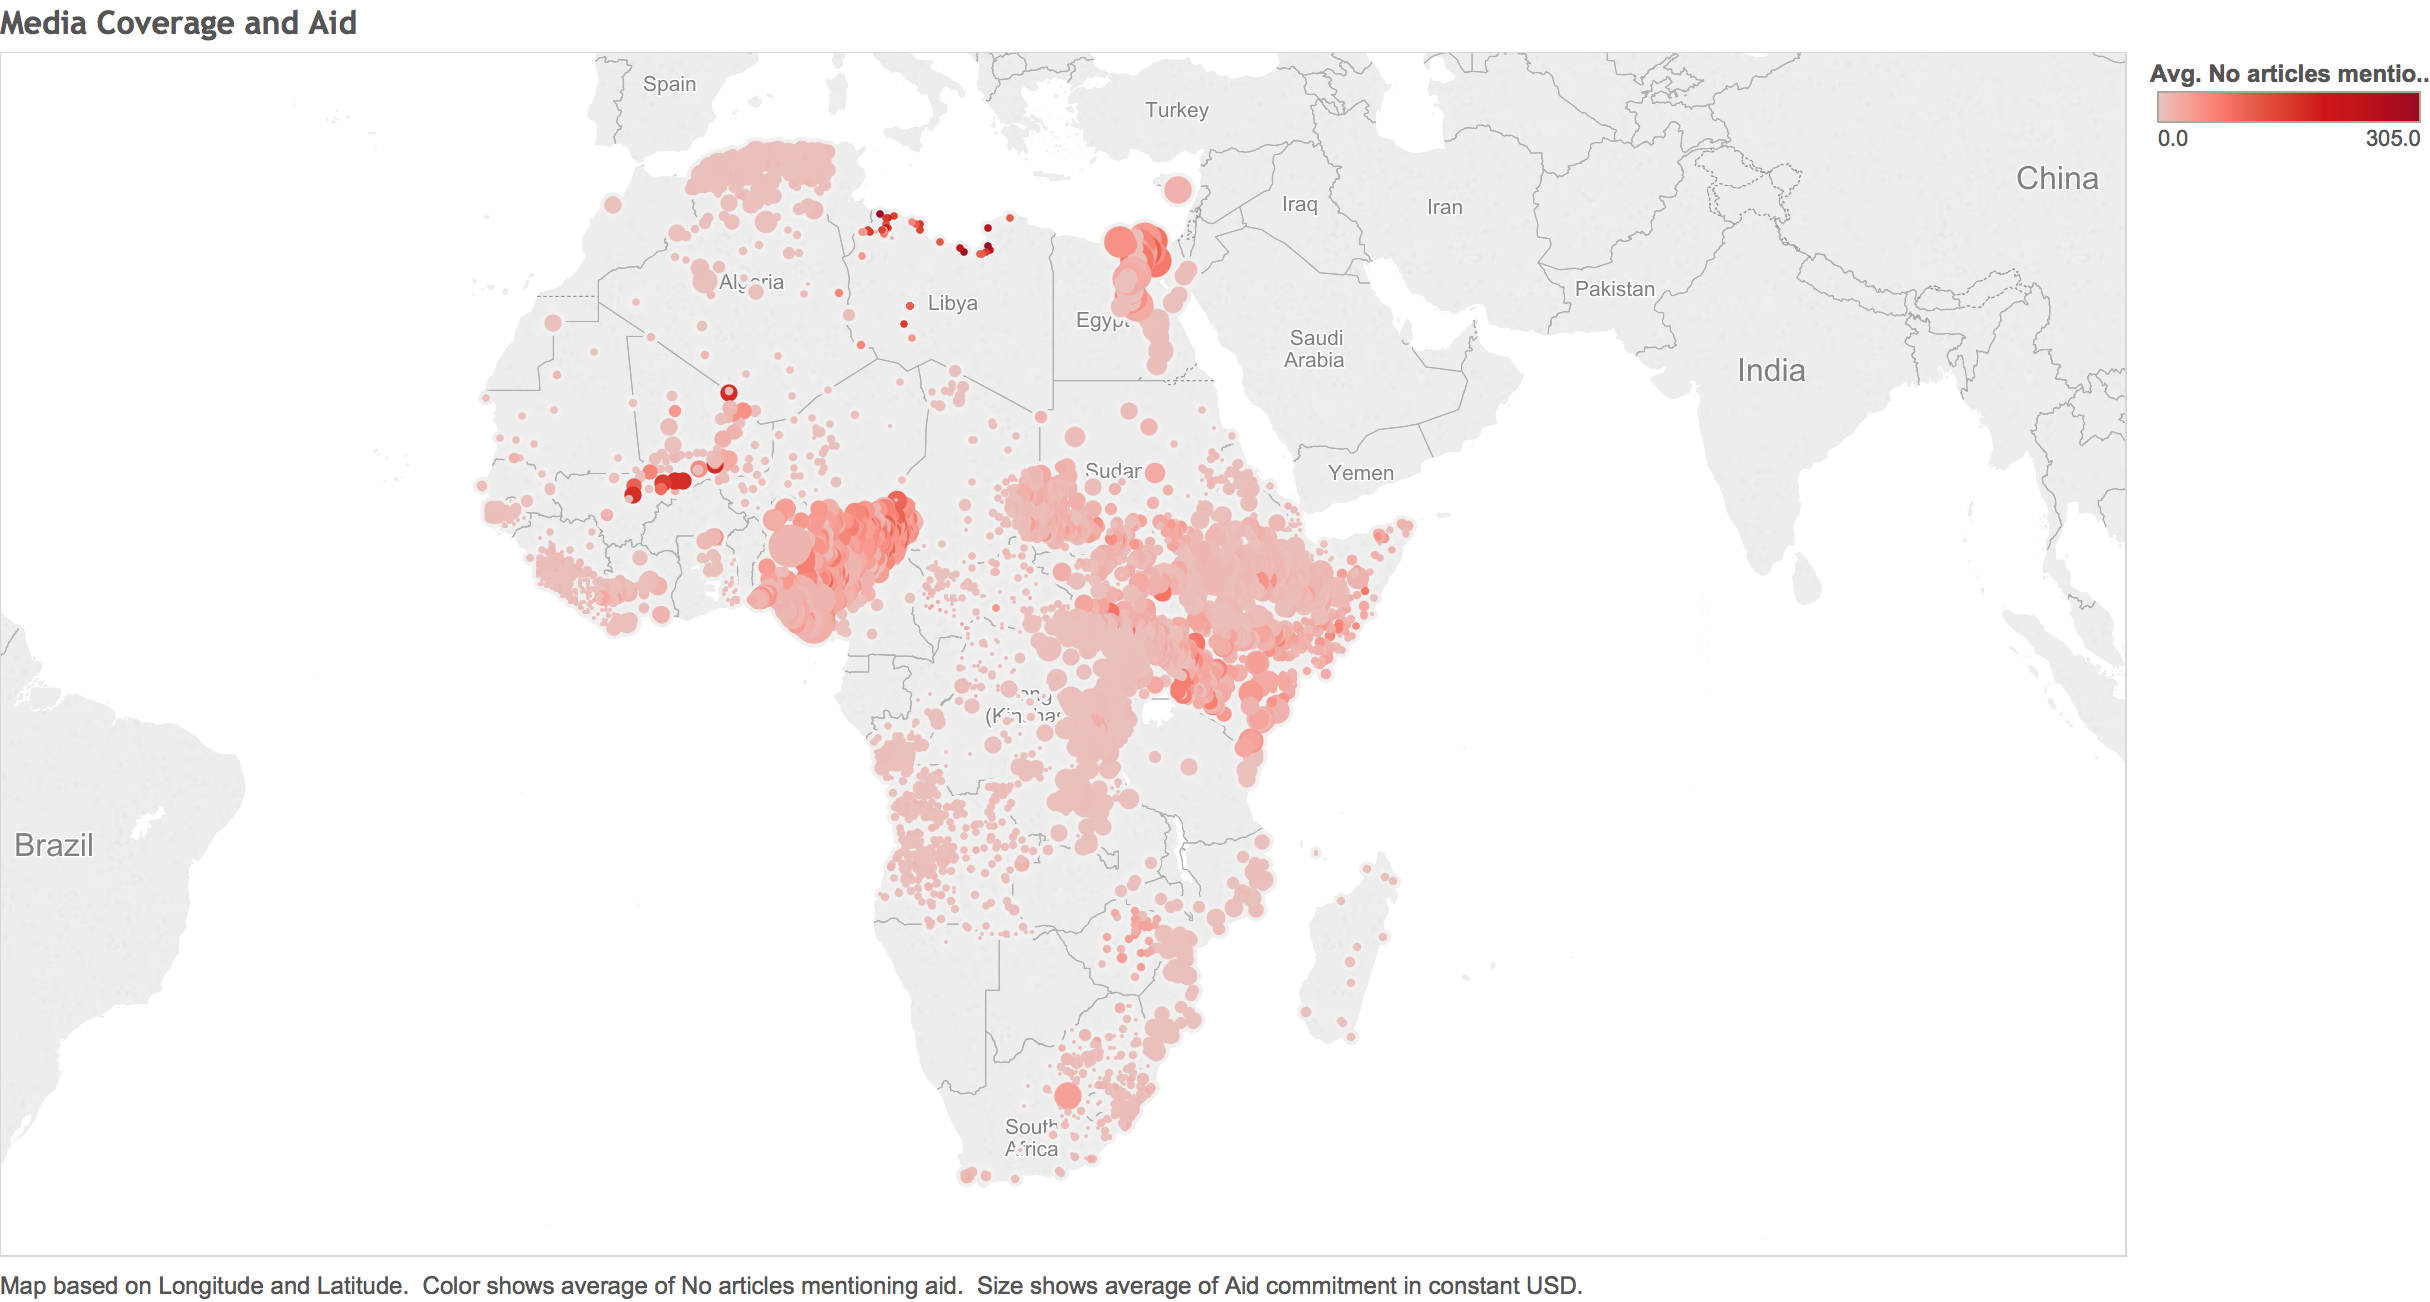 Media Coverage and Aid
Avg. No articles mentio..
0.0
305.0
Spain
Turkey
China
Iraq
Iran
Algeria
Libya
Pakistan
Egypt
Saudi
Arabia
India
Sudan
Yemen
(Kinshas
Brazil
South
Africa
Map based on Longitude and Latitude.  Color shows average of No articles mentioning aid.  Size shows average of Aid commitment in constant USD.